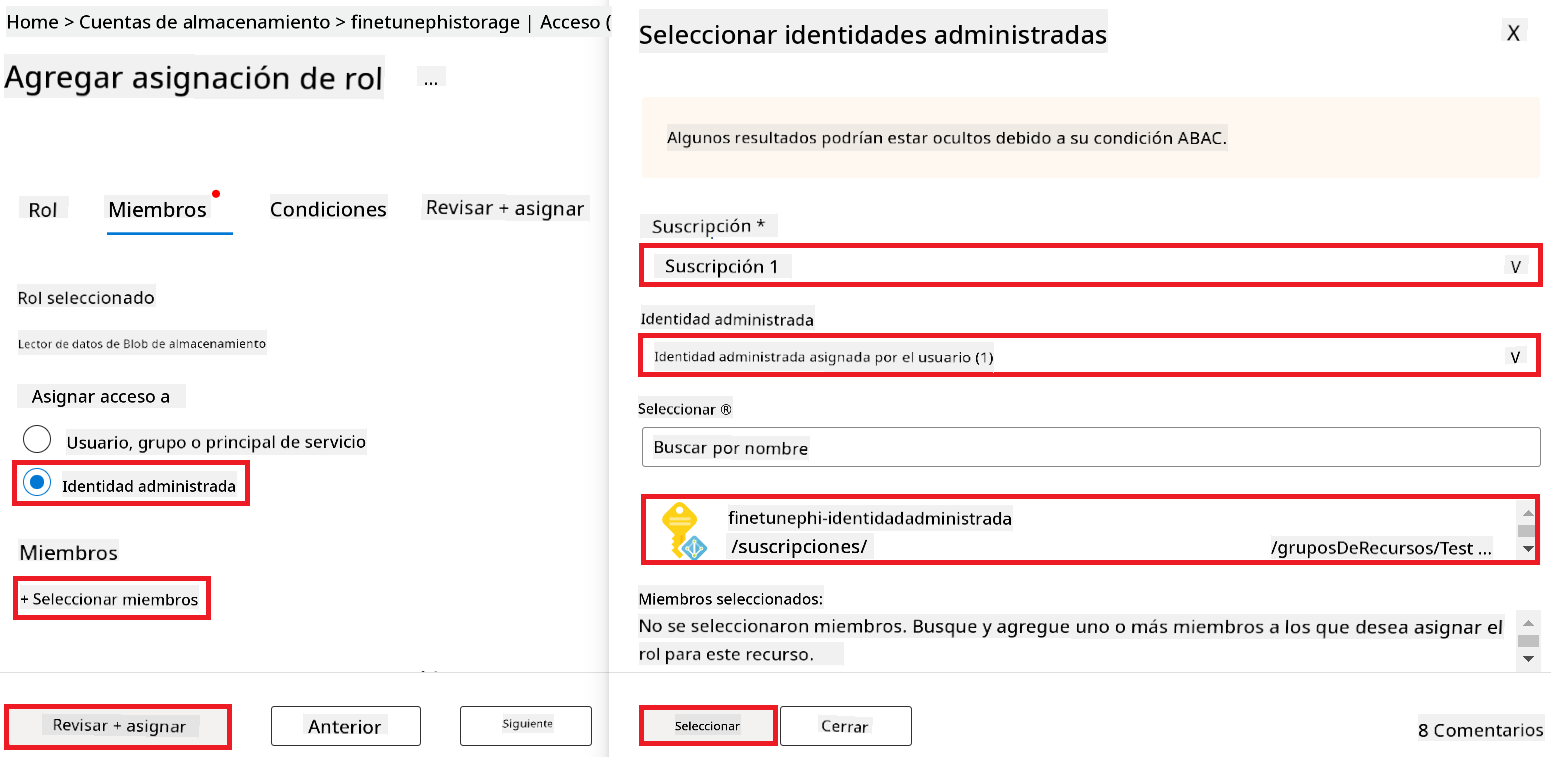 Home > Cuentas de almacenamiento > finetunephistorage | Acceso (
Agregar asignación de rol
...
Rol
Miembros
Condiciones
Revisar + asignar
Rol seleccionado
Lector de datos de Blob de almacenamiento
Asignar acceso a
Usuario, grupo o principal de servicio
Identidad administrada
Miembros
+ Seleccionar miembros
Revisar + asignar
Anterior
Siguiente
Seleccionar identidades administradas
X
Algunos resultados podrían estar ocultos debido a su condición ABAC.
Suscripción *
Suscripción 1
V
Identidad administrada
Identidad administrada asignada por el usuario (1)
V
Seleccionar ®
Buscar por nombre
finetunephi-identidadadministrada
/suscripciones/
/gruposDeRecursos/Test ...
Miembros seleccionados:
No se seleccionaron miembros. Busque y agregue uno o más miembros a los que desea asignar el
rol para este recurso.
Seleccionar
Cerrar
8 Comentarios